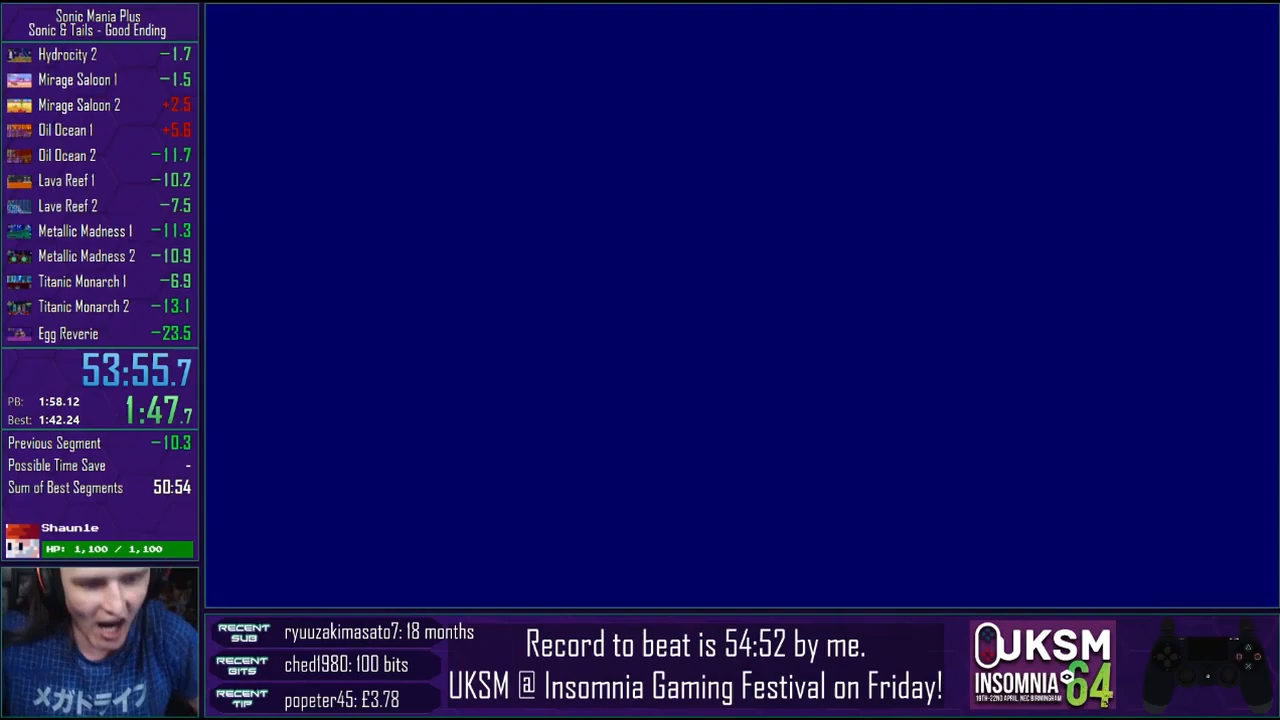 Sonic Mania Plus
Sonic & Tails - Good Ending
Hydrocity 2 −1.7
Mirage Saloon 1 −1.5
Mirage Saloon 2 +2.5
Oil Ocean 1 +5.6
Oil Ocean 2 −11.7
Lava Reef 1 −10.2
Lave Reef 2 −7.5
Metallic Madness 1 −11.3
Metallic Madness 2 −10.9
Titanic Monarch 1 −6.9
Titanic Monarch 2 −13.1
Egg Reverie −23.5
53:55.7
PB: 1:58.12
Best: 1:42.24
1:47.7
Previous Segment −10.3
Possible Time Save -
Sum of Best Segments 50:54
Shaun1e
HP: 1,100 / 1,100
メガドライブ
RECENT SUB ryuuzakimasato7: 18 months
RECENT BITS ched1980: 100 bits
RECENT TIP popeter45: £3.78
Record to beat is 54:52 by me.
UKSM @ Insomnia Gaming Festival on Friday!
UKSM
INSOMNIA 64
19TH-22ND APRIL, NEC BIRMINGHAM